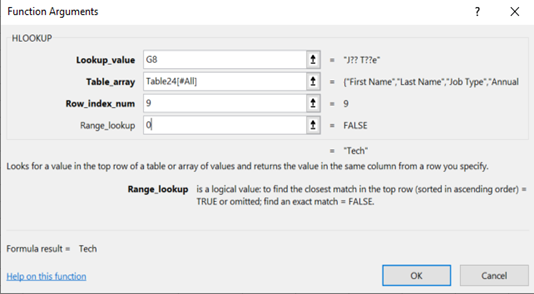 Function Arguments ? ×
HLOOKUP
Lookup_value G8 = "J?? T??e"
Table_array Table24[#All] = {"First Name","Last Name","Job Type","Annual
Row_index_num 9 = 9
Range_lookup 0 = FALSE
= "Tech"
Looks for a value in the top row of a table or array of values and returns the value in the same column from a row you specify.
Range_lookup is a logical value: to find the closest match in the top row (sorted in ascending order) =
TRUE or omitted; find an exact match = FALSE.
Formula result = Tech
Help on this function OK Cancel